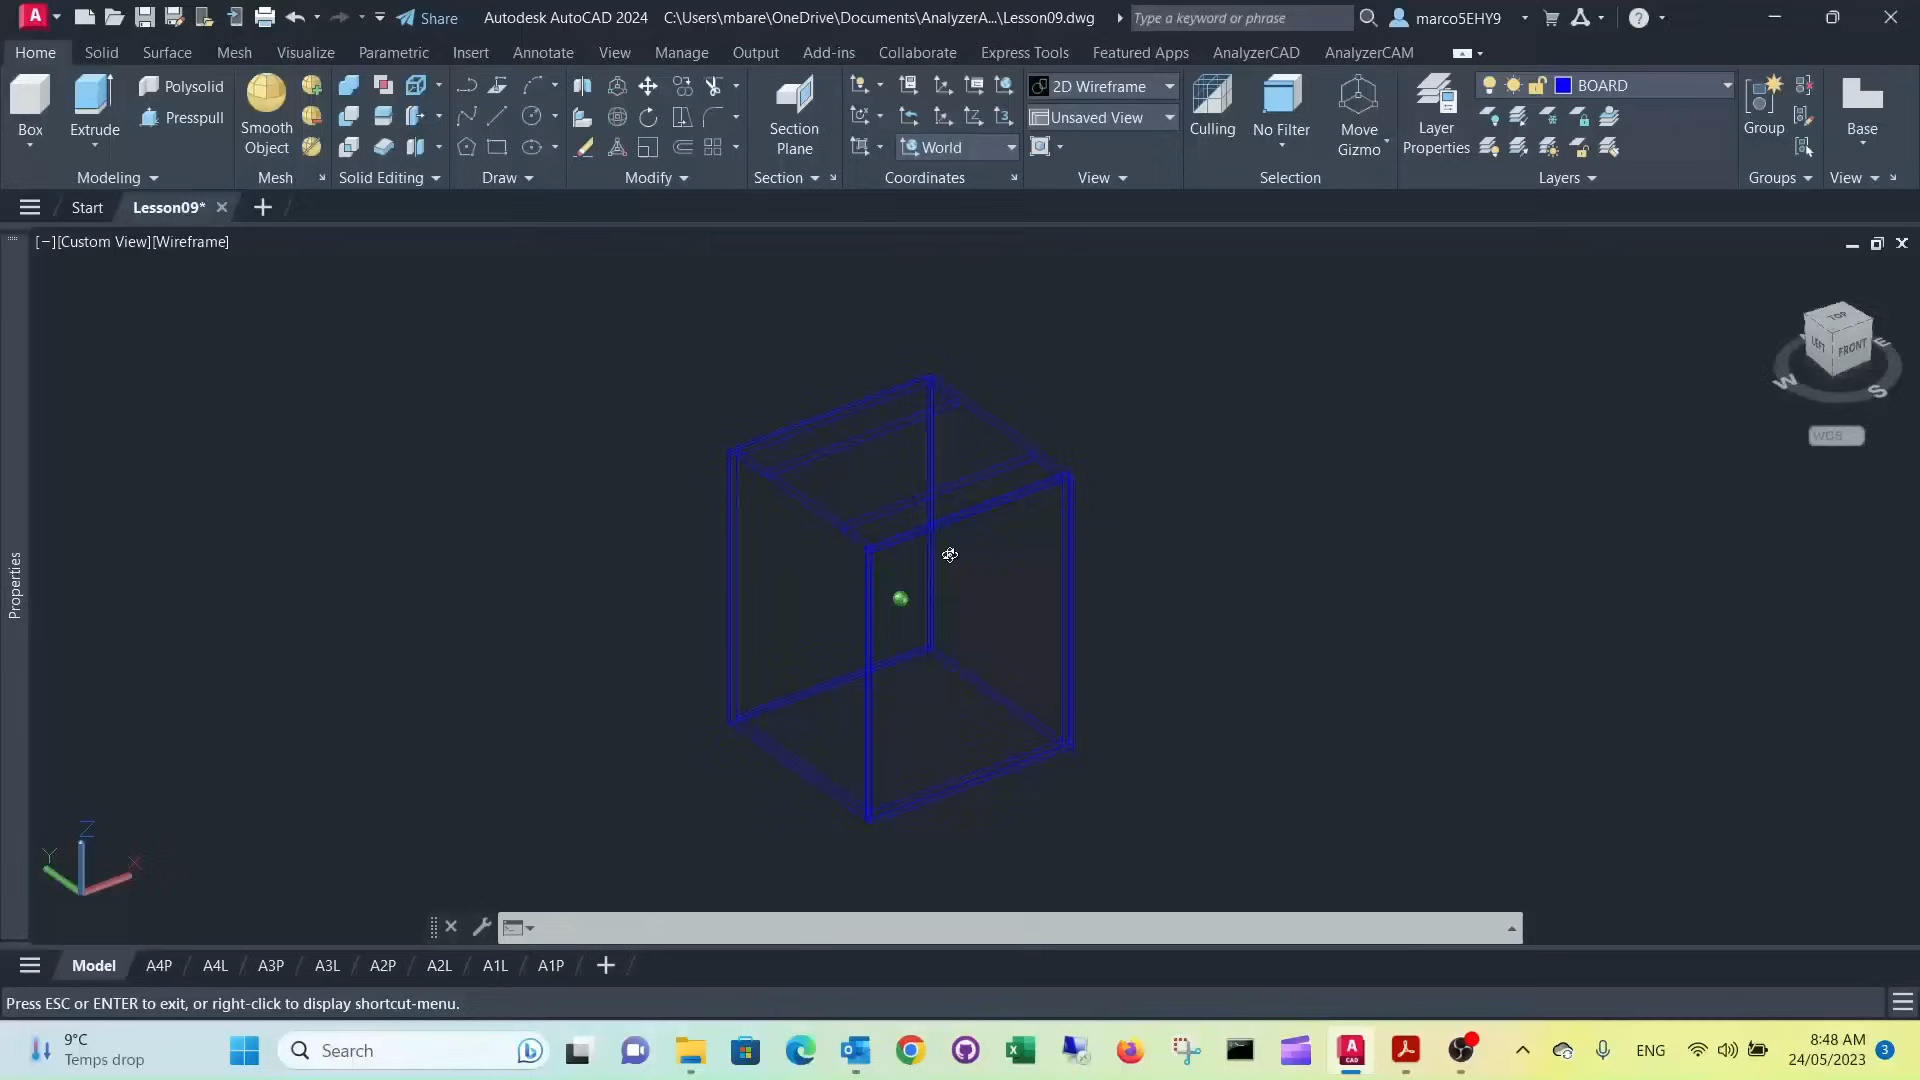 Share Autodesk AutoCAD 2024 C:\Users\mbare\OneDrive\Documents\AnalyzerA...\Lesson09.dwg Type a keyword or phrase marco5EHY9
Home Solid Surface Mesh Visualize Parametric Insert Annotate View Manage Output Add-ins Collaborate Express Tools Featured Apps AnalyzerCAD AnalyzerCAM
Box
Extrude
Polysolid
Presspull
Smooth
Object
Section
Plane
World
2D Wireframe
Unsaved View
Culling
No Filter
Move
Gizmo
Layer
Properties
BOARD
Group
Base
Modeling Mesh Solid Editing Draw Modify Section Coordinates View Selection Layers Groups View
Start Lesson09*
[−][Custom View][Wireframe]
TOP
LEFT FRONT
E
W S
WCS
Properties
Z
Y X
Model A4P A4L A3P A3L A2P A2L A1L A1P
Press ESC or ENTER to exit, or right-click to display shortcut-menu.
9°C
Temps drop
Search
ENG
8:48 AM
24/05/2023
3